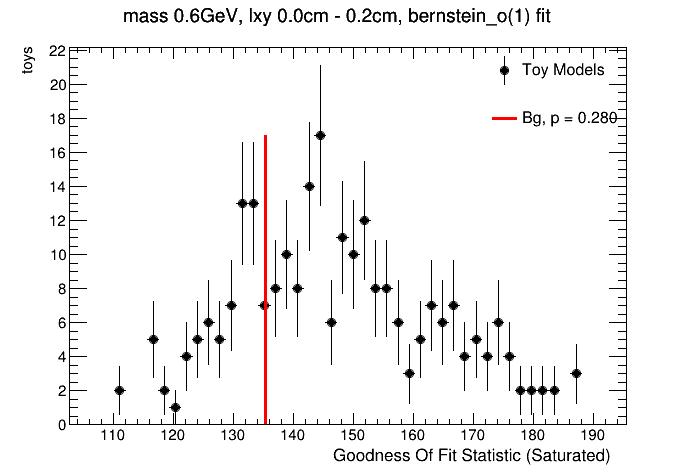 mass 0.6GeV, lxy 0.0cm - 0.2cm, bernstein_o(1) fit
toys
22
20
18
16
14
12
10
8
6
4
2
0
Toy Models
Bg, p = 0.280
110 120 130 140 150 160 170 180 190
Goodness Of Fit Statistic (Saturated)